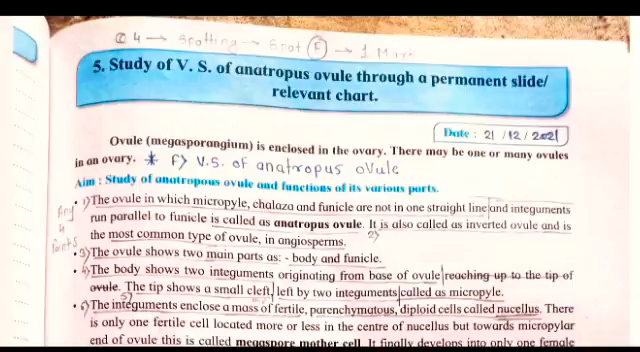 Q 4 → Spotting → Spot (F) → 1 Mark
5. Study of V. S. of anatropus ovule through a permanent slide/
relevant chart.
Date : 21 / 12 / 2021
Ovule (megasporangium) is enclosed in the ovary. There may be one or many ovules
in an ovary. * F) V.S. of anatropus ovule
Aim : Study of anatropous ovule and functions of its various parts.
Any 4 Points
• 1) The ovule in which micropyle, chalaza and funicle are not in one straight line and integuments
run parallel to funicle is called as anatropus ovule. It is also called as inverted ovule and is
2)
the most common type of ovule, in angiosperms.
• 3) The ovule shows two main parts as: - body and funicle.
• 4) The body shows two integuments originating from base of ovule reaching up to the tip of
ovule. The tip shows a small cleft, left by two integuments called as micropyle.
5)
• 6) The integuments enclose a mass of fertile, parenchymatous, diploid cells called nucellus. There
is only one fertile cell located more or less in the centre of nucellus but towards micropylar
end of ovule this is called megaspore mother cell. It finally develops into only one female